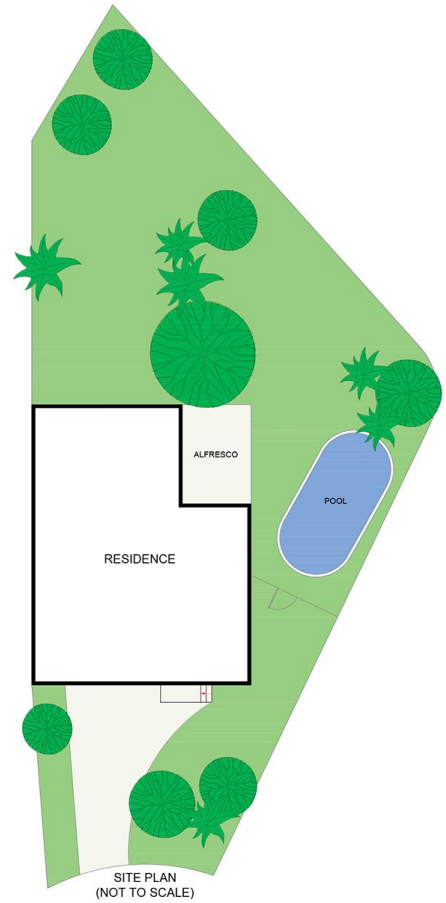 ALFRESCO
POOL
RESIDENCE
SITE PLAN
(NOT TO SCALE)